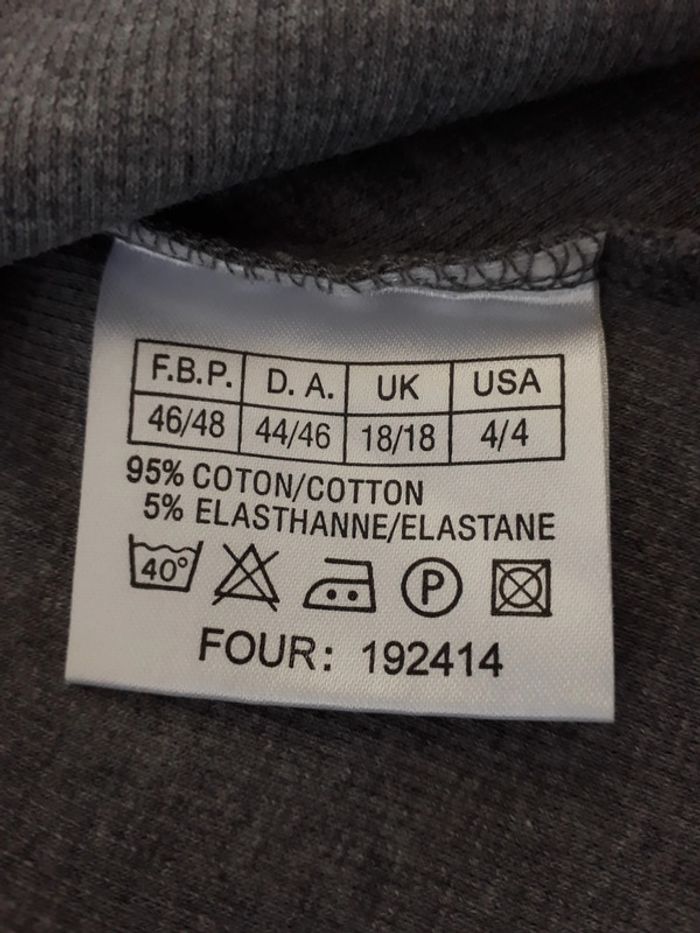 F.B.P. D. A. UK USA
46/48 44/46 18/18 4/4
95% COTON/COTTON
5% ELASTHANNE/ELASTANE
40° P
FOUR: 192414